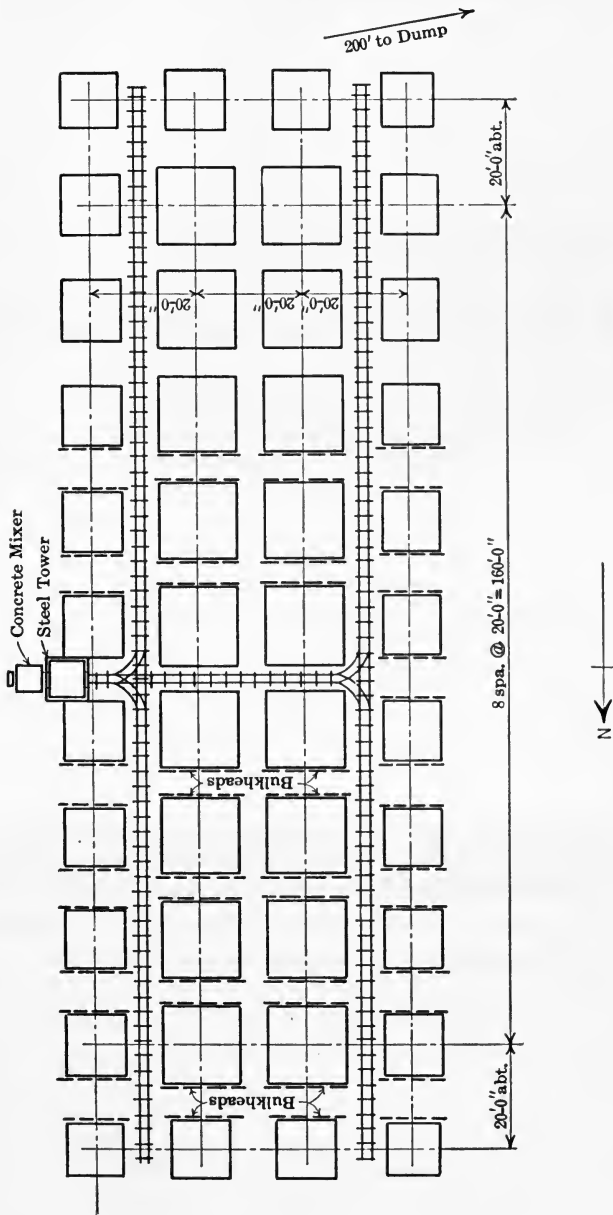 200' to Dump
Concrete Mixer
Steel Tower
20'-0" abt.
20'-0"
20'-0"
20'-0"
8 spa. @ 20'-0" = 160'-0"
Bulkheads
Bulkheads
20'-0" abt.
N